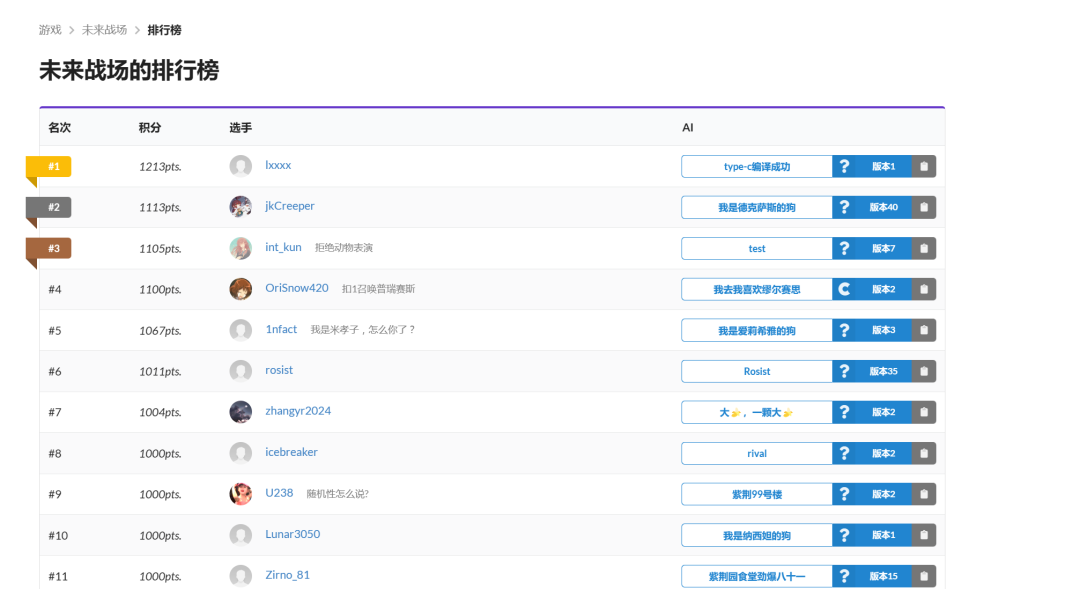 游戏 > 未来战场 > 排行榜
未来战场的排行榜
名次 积分 选手 AI
#1 1213pts. lxxxx type-c编译成功 ? 版本1
#2 1113pts. jkCreeper 我是德克萨斯的狗 ? 版本40
#3 1105pts. int_kun 拒绝动物表演 test ? 版本7
#4 1100pts. OriSnow420 扣1召唤普瑞赛斯 我去我喜欢缪尔赛思 C 版本2
#5 1067pts. 1nfact 我是米孝子，怎么你了？ 我是爱莉希雅的狗 ? 版本3
#6 1011pts. rosist Rosist ? 版本35
#7 1004pts. zhangyr2024 大🌟，一颗大🌟 ? 版本2
#8 1000pts. icebreaker rival ? 版本2
#9 1000pts. U238 随机性怎么说? 紫荆99号楼 ? 版本2
#10 1000pts. Lunar3050 我是纳西妲的狗 ? 版本1
#11 1000pts. Zirno_81 紫荆园食堂劲爆八十一 ? 版本15